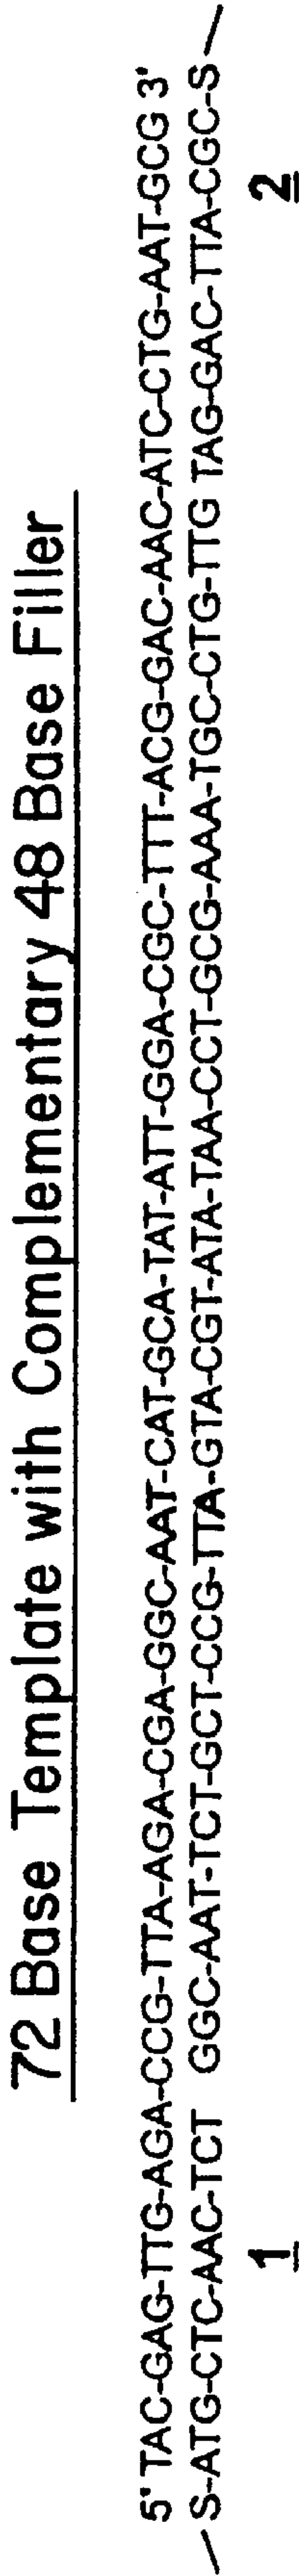 72 Base Template with Complementary 48 Base Filler
5' TAC-GAG-TTG-AGA-CCG-TTA-AGA-CGA-GGC-AAT-CAT-GCA-TAT-ATT-GGA-CGC-TTT-ACG-GAC-AAC-ATC-CTG-AAT-GCG 3'
S-ATG-CTC-AAC-TCT GGC-AAT-TCT-GCT-CCG-TTA-GTA-CGT-ATA-TAA-CCT-GCG-AAA-TGC-CTG-TTG TAG-GAC-TTA-CGC-S
1 2